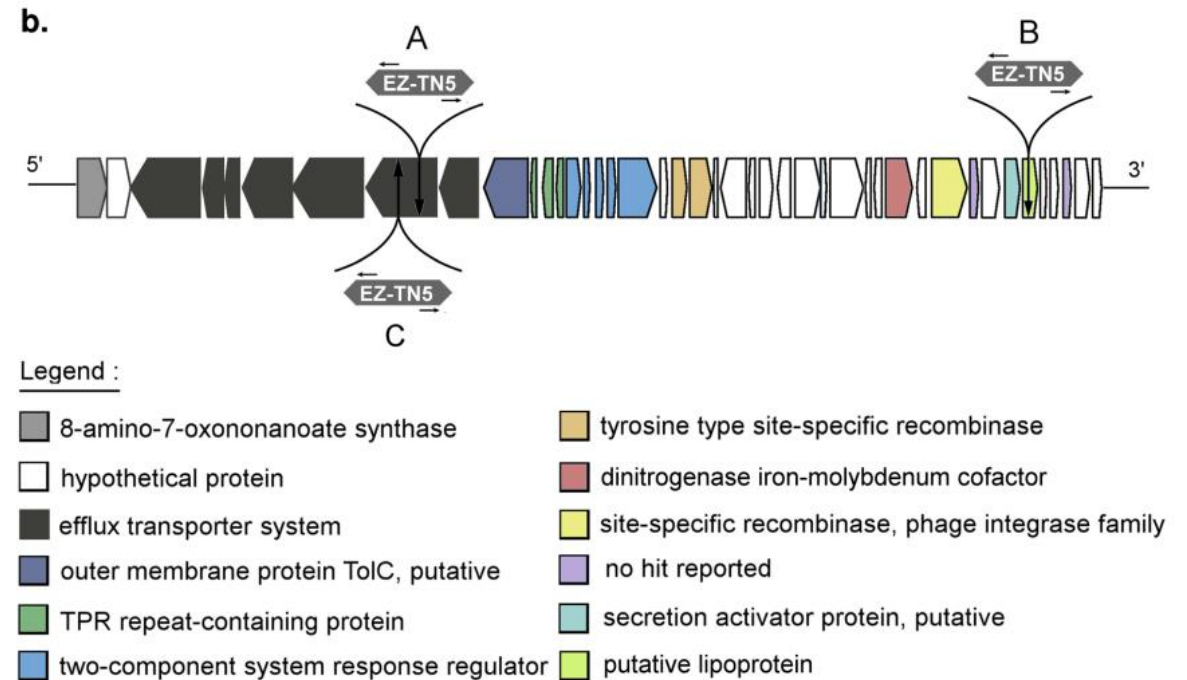 b.
A
EZ-TN5
B
EZ-TN5
5'
3'
EZ-TN5
C
Legend :
8-amino-7-oxononanoate synthase
hypothetical protein
efflux transporter system
outer membrane protein TolC, putative
TPR repeat-containing protein
two-component system response regulator
tyrosine type site-specific recombinase
dinitrogenase iron-molybdenum cofactor
site-specific recombinase, phage integrase family
no hit reported
secretion activator protein, putative
putative lipoprotein